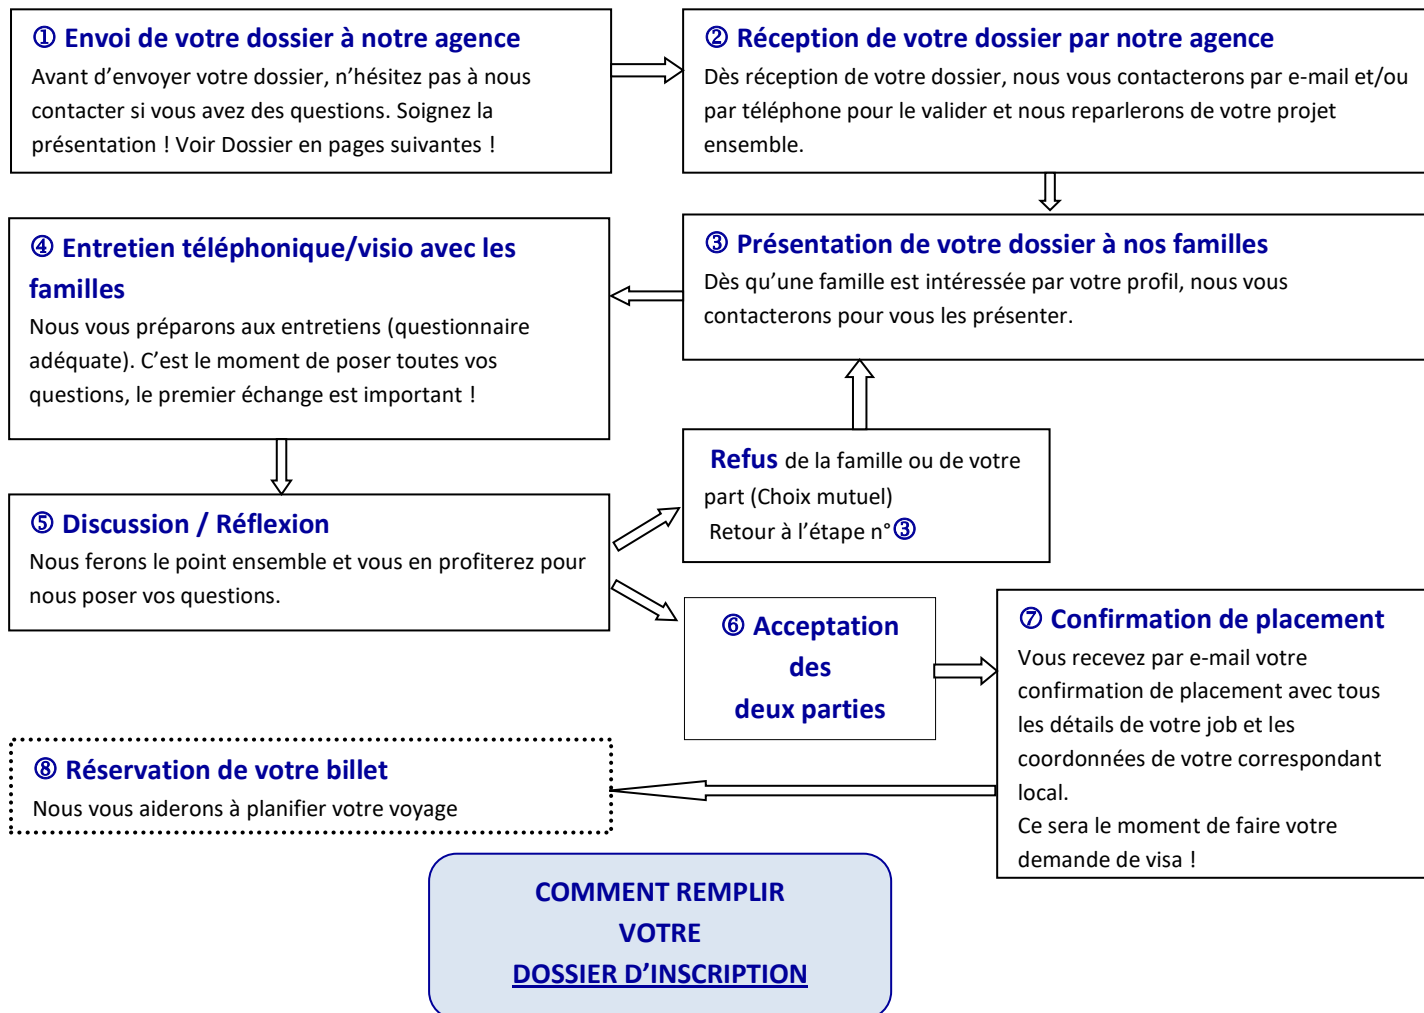 ① Envoi de votre dossier à notre agence
Avant d’envoyer votre dossier, n’hésitez pas à nous
contacter si vous avez des questions. Soignez la
présentation ! Voir Dossier en pages suivantes !
② Réception de votre dossier par notre agence
Dès réception de votre dossier, nous vous contacterons par e-mail et/ou
par téléphone pour le valider et nous reparlerons de votre projet
ensemble.
③ Présentation de votre dossier à nos familles
Dès qu’une famille est intéressée par votre profil, nous vous
contacterons pour vous les présenter.
④ Entretien téléphonique/visio avec les
familles
Nous vous préparons aux entretiens (questionnaire
adéquate). C’est le moment de poser toutes vos
questions, le premier échange est important !
⑤ Discussion / Réflexion
Nous ferons le point ensemble et vous en profiterez pour
nous poser vos questions.
Refus de la famille ou de votre
part (Choix mutuel)
Retour à l’étape n°③
⑥ Acceptation
des
deux parties
⑦ Confirmation de placement
Vous recevez par e-mail votre
confirmation de placement avec tous
les détails de votre job et les
coordonnées de votre correspondant
local.
Ce sera le moment de faire votre
demande de visa !
⑧ Réservation de votre billet
Nous vous aiderons à planifier votre voyage
COMMENT REMPLIR
VOTRE
DOSSIER D’INSCRIPTION